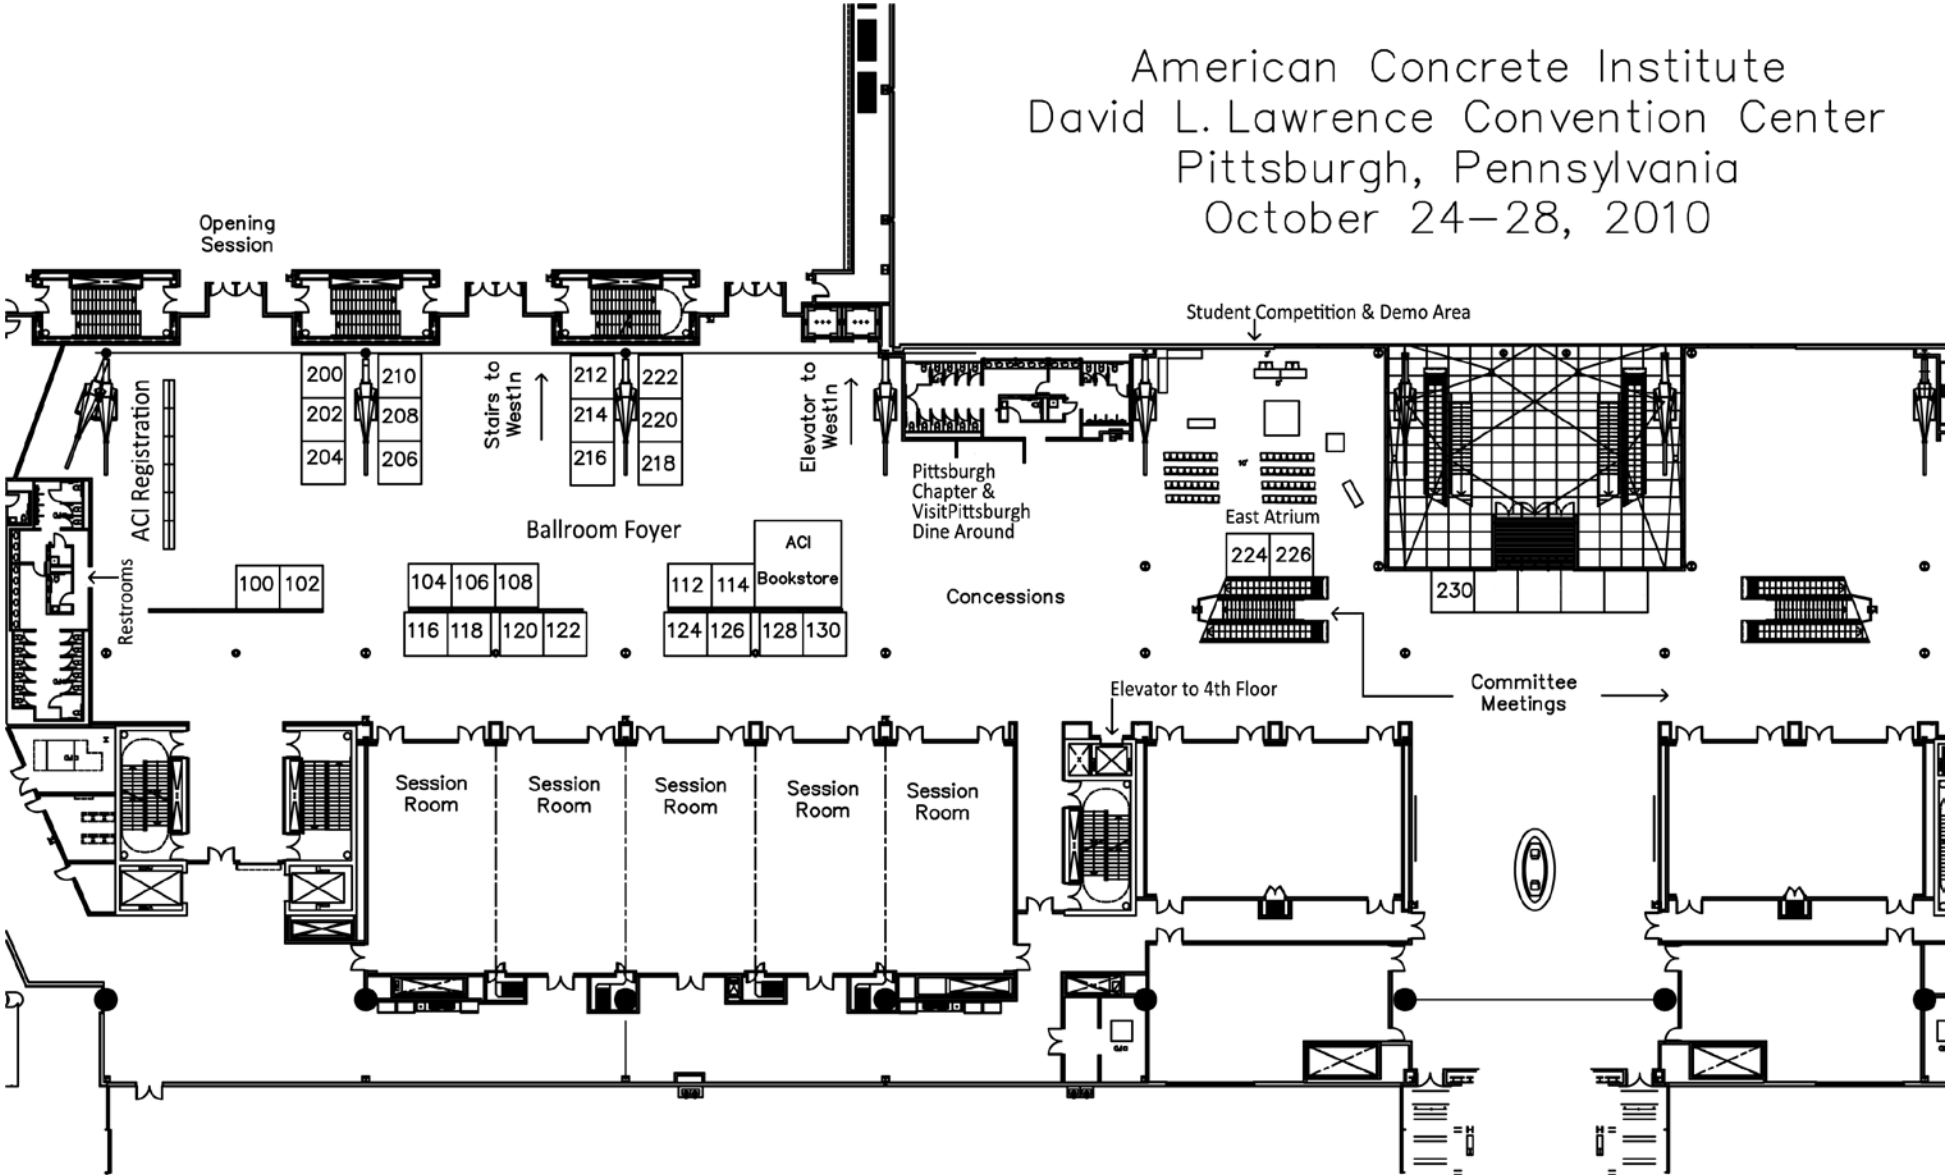 American Concrete Institute
David L. Lawrence Convention Center
Pittsburgh, Pennsylvania
October 24-28, 2010
Opening
Session
Student Competition & Demo Area
ACI Registration
200
202
204
210
208
206
Stairs to
West1n
212
214
216
222
220
218
Elevator to
West1n
Pittsburgh
Chapter &
VisitPittsburgh
Dine Around
East Atrium
224 226
230
Ballroom Foyer
ACI
Bookstore
Restrooms
100 102
104 106 108
112 114
116 118 120 122
124 126 128 130
Concessions
Elevator to 4th Floor
Committee
Meetings
Session
Room
Session
Room
Session
Room
Session
Room
Session
Room